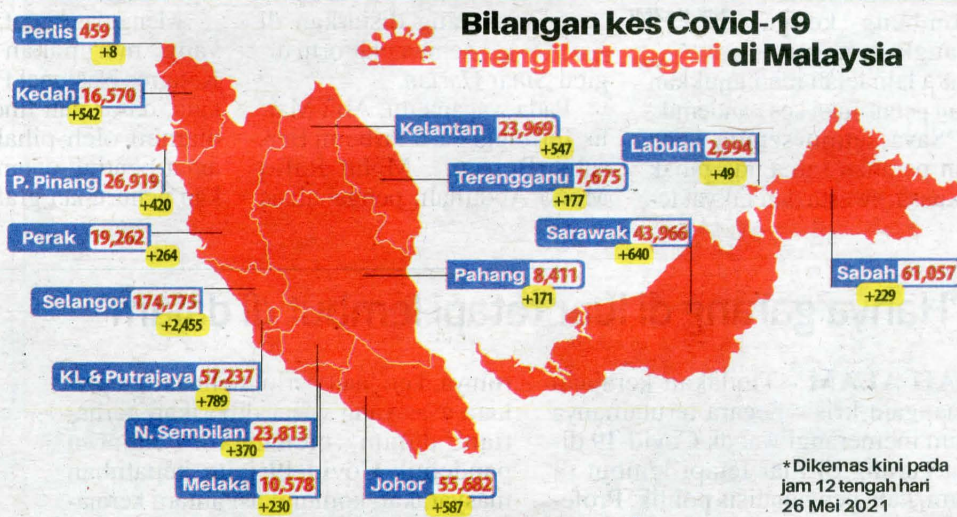 Bilangan kes Covid-19
mengikut negeri di Malaysia
Perlis 459
+8
Kedah 16,570
+542
P. Pinang 26,919
+420
Perak 19,262
+264
Selangor 174,775
+2,455
KL & Putrajaya 57,237
+789
N. Sembilan 23,813
+370
Melaka 10,578
+230
Johor 55,682
+587
Kelantan 23,969
+547
Terengganu 7,675
+177
Pahang 8,411
+171
Labuan 2,994
+49
Sarawak 43,966
+640
Sabah 61,057
+229
*Dikemas kini pada
jam 12 tengah hari
26 Mei 2021